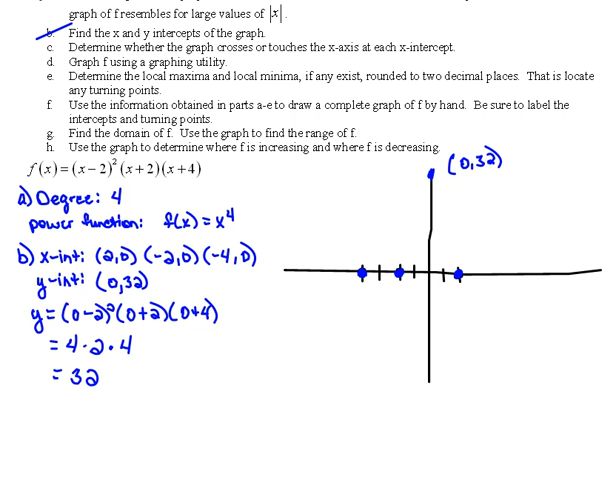 graph of f resembles for large values of |x|.
b. Find the x and y intercepts of the graph.
c. Determine whether the graph crosses or touches the x-axis at each x-intercept.
d. Graph f using a graphing utility.
e. Determine the local maxima and local minima, if any exist, rounded to two decimal places. That is locate
any turning points.
f. Use the information obtained in parts a-e to draw a complete graph of f by hand. Be sure to label the
intercepts and turning points.
g. Find the domain of f. Use the graph to find the range of f.
h. Use the graph to determine where f is increasing and where f is decreasing.
f(x)=(x−2)²(x+2)(x+4)
(0,32)
a) Degree: 4
power function: f(x) = x⁴
b) x-int: (2,0) (-2,0) (-4,0)
y-int: (0,32)
y = (0-2)²(0+2)(0+4)
= 4·2·4
= 32